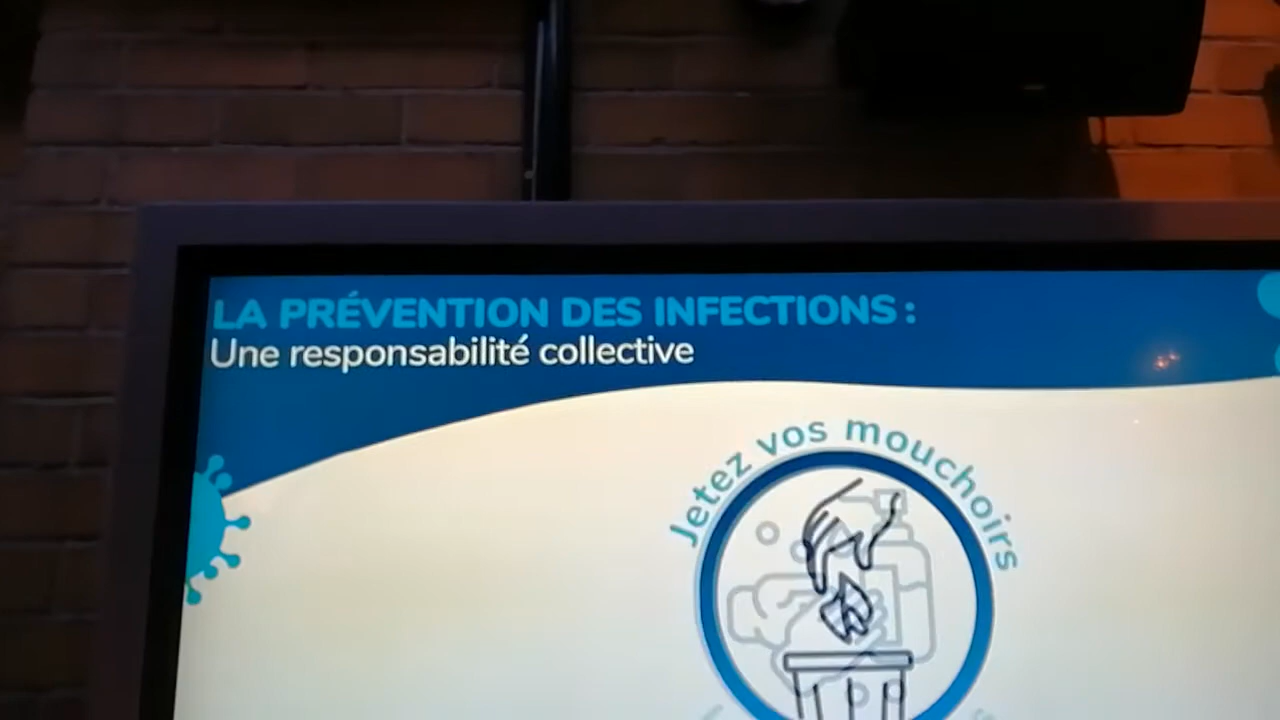 LA PRÉVENTION DES INFECTIONS :
Une responsabilité collective
Jetez vos mouchoirs